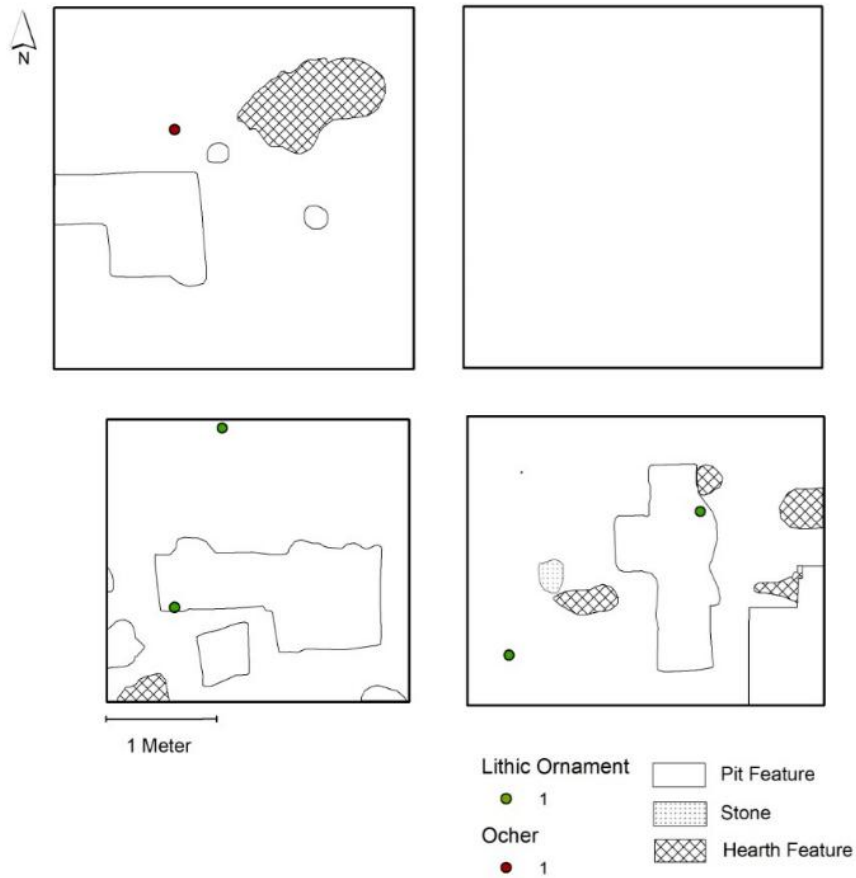 N
1 Meter
Lithic Ornament
1
Ocher
1
Pit Feature
Stone
Hearth Feature